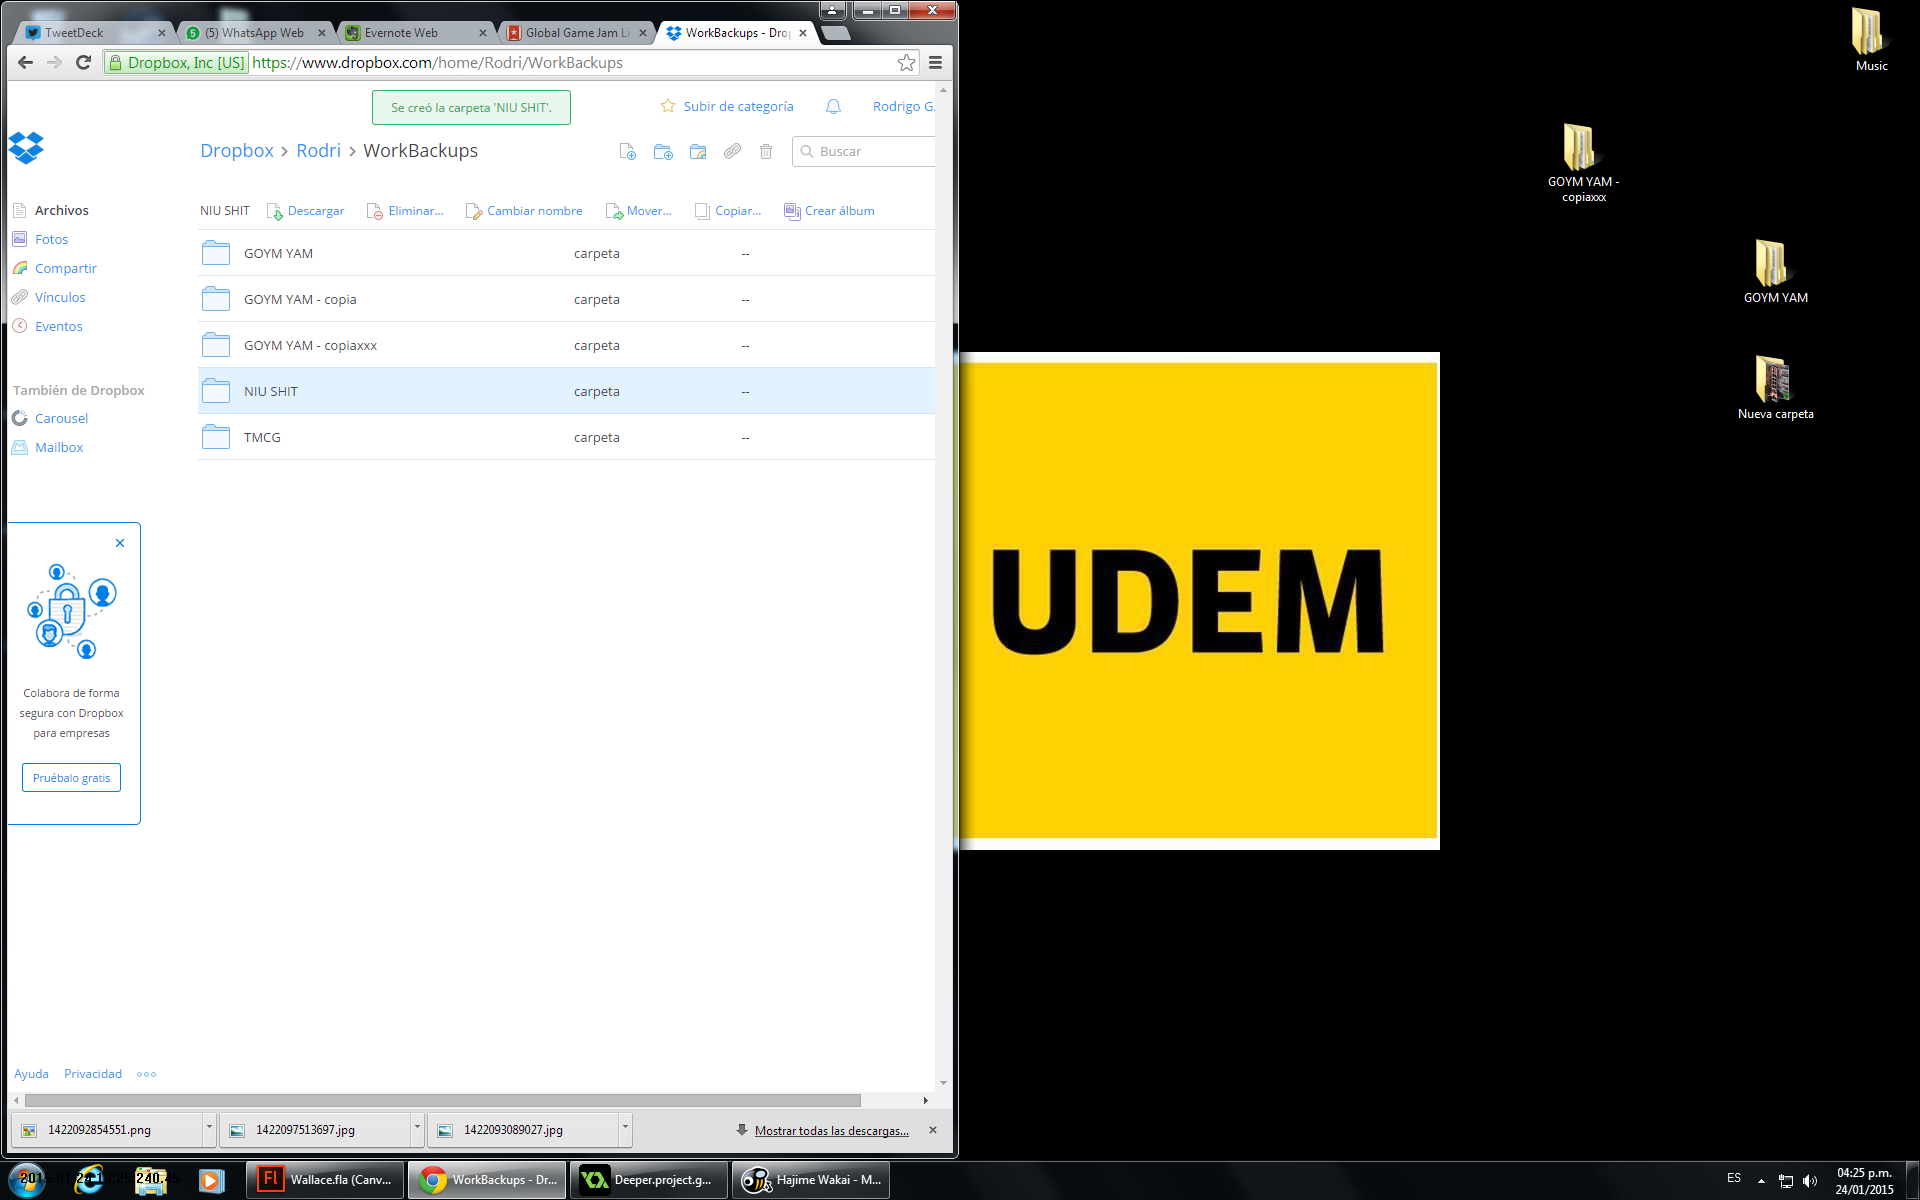 TweetDeck
(5) WhatsApp Web
Evernote Web
Global Game Jam Li
WorkBackups - Dro
Dropbox, Inc [US] https://www.dropbox.com/home/Rodri/WorkBackups
Se creó la carpeta 'NIU SHIT'.
Subir de categoría
Rodrigo G.
Dropbox > Rodri > WorkBackups
Buscar
NIU SHIT Descargar Eliminar... Cambiar nombre Mover... Copiar... Crear álbum
GOYM YAM carpeta --
GOYM YAM - copia carpeta --
GOYM YAM - copiaxxx carpeta --
NIU SHIT carpeta --
TMCG carpeta --
Archivos
Fotos
Compartir
Vínculos
Eventos
También de Dropbox
Carousel
Mailbox
Colabora de forma
segura con Dropbox
para empresas
Pruébalo gratis
Ayuda Privacidad
1422092854551.png
1422097513697.jpg
1422093089027.jpg
Mostrar todas las descargas...
Music
GOYM YAM -
copiaxxx
GOYM YAM
Nueva carpeta
UDEM
Wallace.fla (Canv...
WorkBackups - Dr...
Deeper.project.g...
Hajime Wakai - M...
ES
04:25 p.m.
24/01/2015